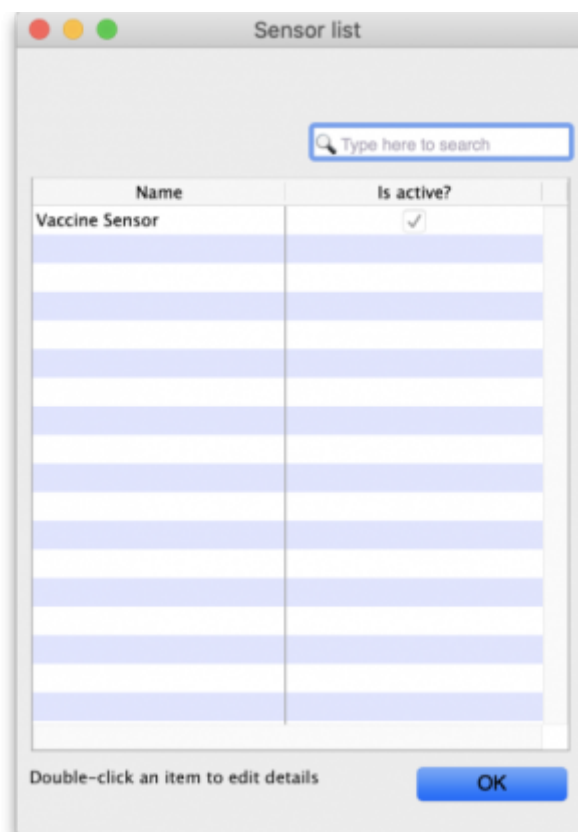 Sensor list
Type here to search
Name Is active?
Vaccine Sensor
Double-click an item to edit details OK